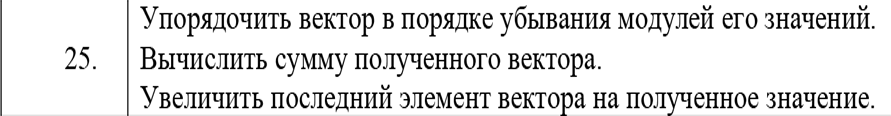 Упорядочить вектор в порядке убывания модулей его значений.
25. Вычислить сумму полученного вектора.
Увеличить последний элемент вектора на полученное значение.